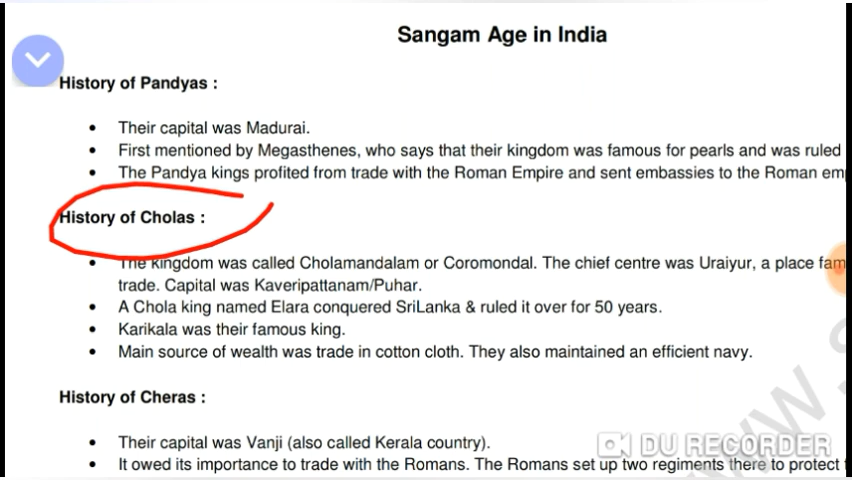 Sangam Age in India
History of Pandyas :
• Their capital was Madurai.
• First mentioned by Megasthenes, who says that their kingdom was famous for pearls and was ruled
• The Pandya kings profited from trade with the Roman Empire and sent embassies to the Roman em
History of Cholas :
• The kingdom was called Cholamandalam or Coromondal. The chief centre was Uraiyur, a place fam
trade. Capital was Kaveripattanam/Puhar.
• A Chola king named Elara conquered SriLanka & ruled it over for 50 years.
• Karikala was their famous king.
• Main source of wealth was trade in cotton cloth. They also maintained an efficient navy.
History of Cheras :
• Their capital was Vanji (also called Kerala country).
• It owed its importance to trade with the Romans. The Romans set up two regiments there to protect
DU RECORDER